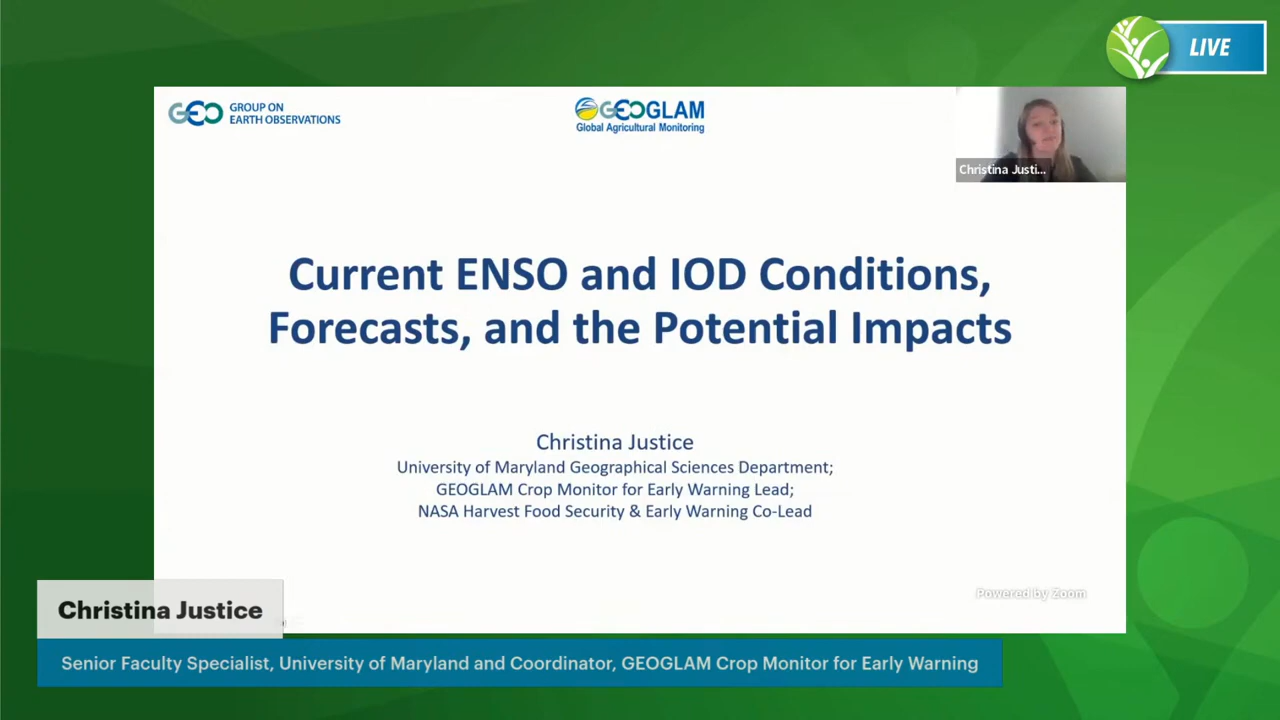 LIVE
GEO GROUP ON
EARTH OBSERVATIONS
GEOGLAM
Global Agricultural Monitoring
Christina Justi...
Current ENSO and IOD Conditions,
Forecasts, and the Potential Impacts
Christina Justice
University of Maryland Geographical Sciences Department;
GEOGLAM Crop Monitor for Early Warning Lead;
NASA Harvest Food Security & Early Warning Co-Lead
Powered by Zoom
Christina Justice
Senior Faculty Specialist, University of Maryland and Coordinator, GEOGLAM Crop Monitor for Early Warning